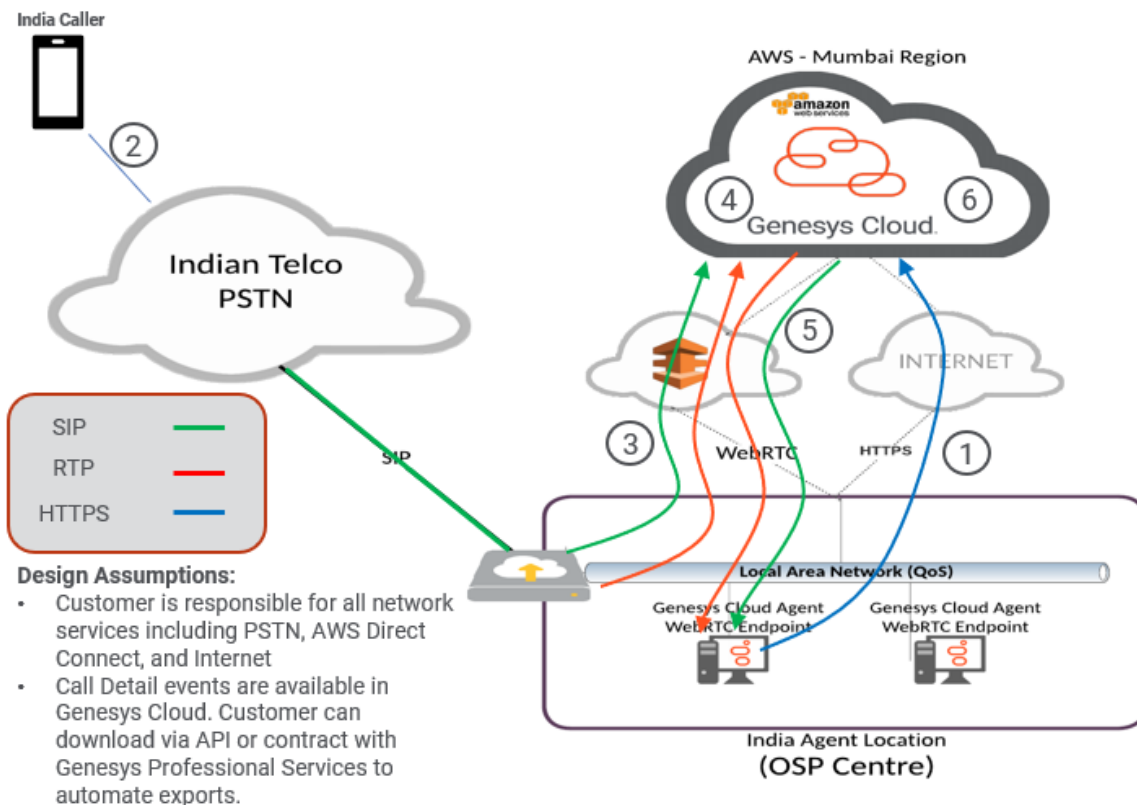 India Caller
2
Indian Telco
PSTN
AWS - Mumbai Region
amazon
web services
4
6
Genesys Cloud.
5
INTERNET
3
WebRTC
HTTPS
1
SIP
RTP
HTTPS
SIP
Local Area Network (QoS)
Genesys Cloud Agent
WebRTC Endpoint
Genesys Cloud Agent
WebRTC Endpoint
India Agent Location
(OSP Centre)
Design Assumptions:
• Customer is responsible for all network
services including PSTN, AWS Direct
Connect, and Internet
• Call Detail events are available in
Genesys Cloud. Customer can
download via API or contract with
Genesys Professional Services to
automate exports.